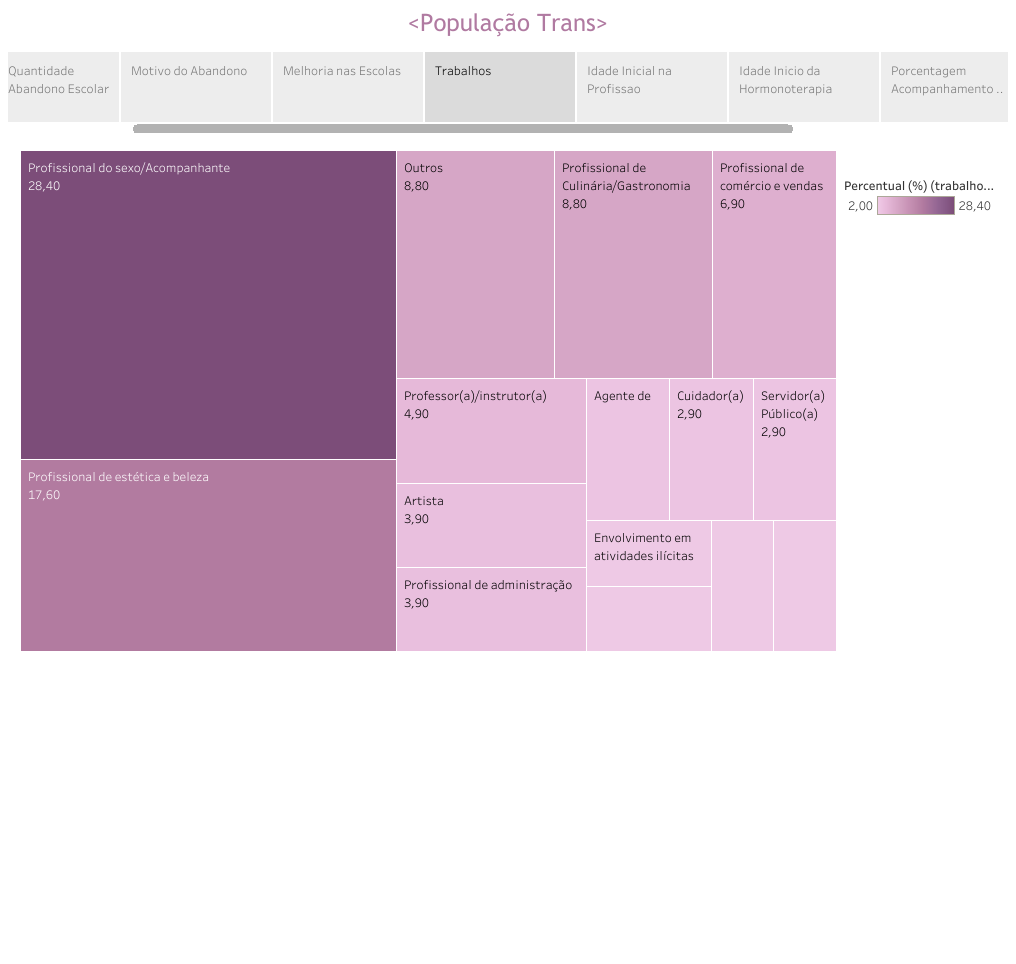 <População Trans>
Quantidade
Abandono Escolar
Motivo do Abandono
Melhoria nas Escolas
Trabalhos
Idade Inicial na
Profissao
Idade Inicio da
Hormonoterapia
Porcentagem
Acompanhamento ..
Profissional do sexo/Acompanhante
28,40
Profissional de estética e beleza
17,60
Outros
8,80
Profissional de
Culinária/Gastronomia
8,80
Profissional de
comércio e vendas
6,90
Professor(a)/instrutor(a)
4,90
Artista
3,90
Profissional de administração
3,90
Agente de
Cuidador(a)
2,90
Servidor(a)
Público(a)
2,90
Envolvimento em
atividades ilícitas
Percentual (%) (trabalho...
2,00
28,40